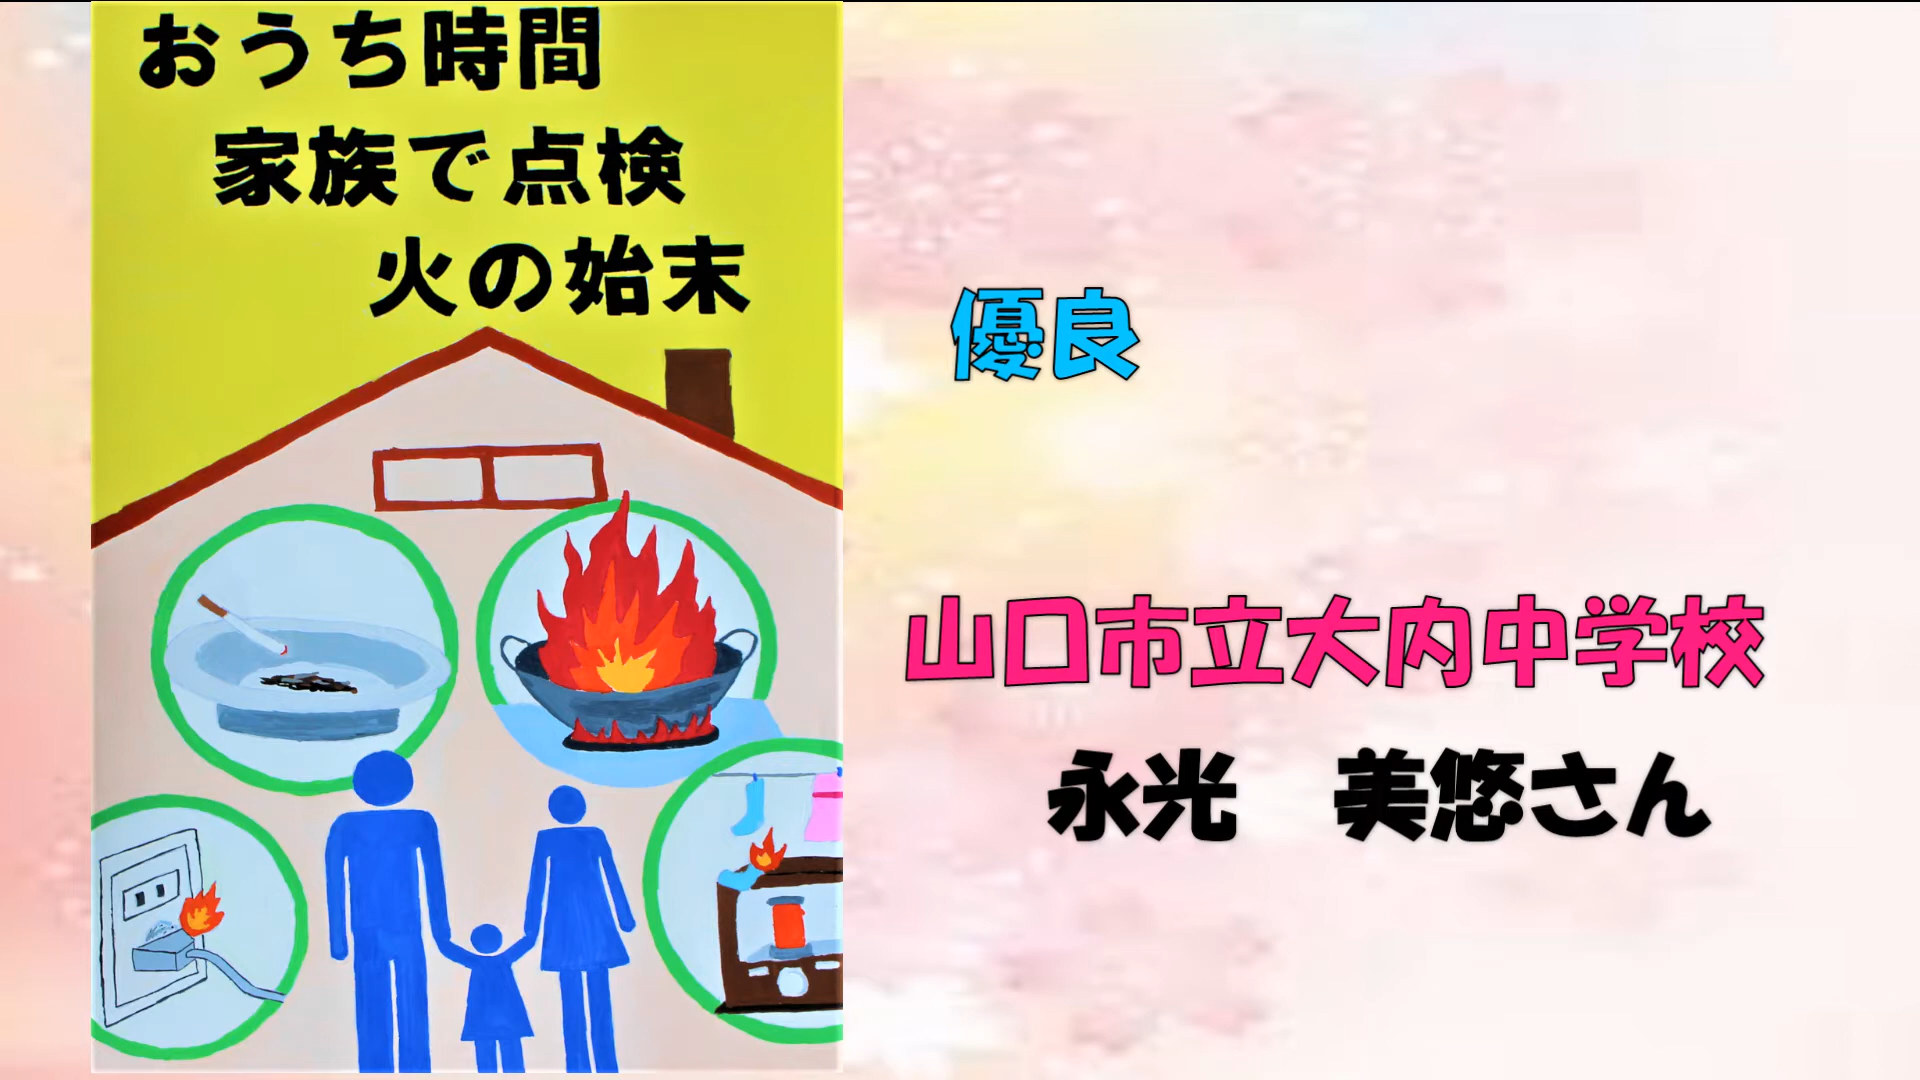 おうち時間
家族で点検
火の始末
優良
山口市立大内中学校
永光　美悠さん